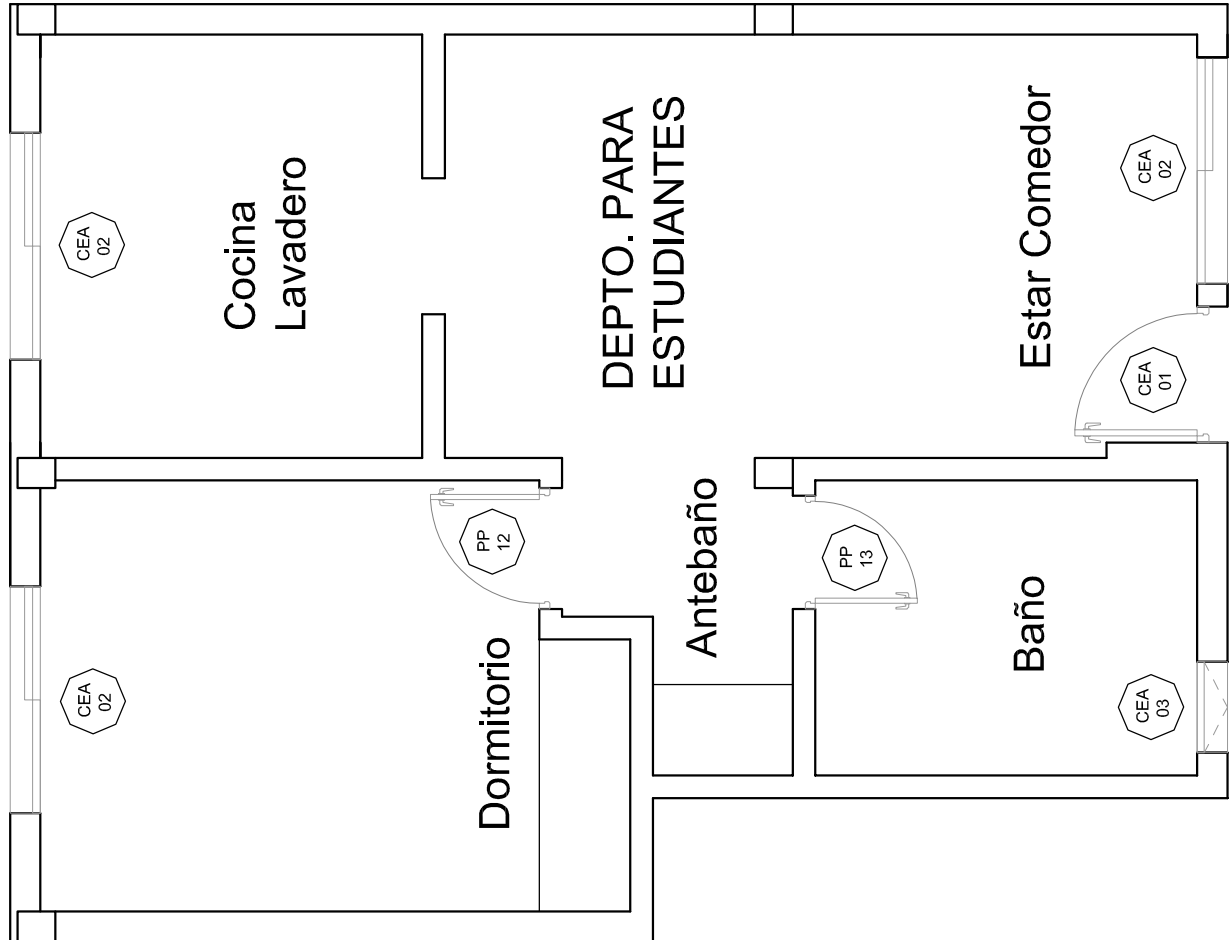 Cocina
Lavadero
CEA
02
DEPTO. PARA
ESTUDIANTES
Estar Comedor
CEA
02
CEA
01
Dormitorio
CEA
02
PP
12
Antebaño
PP
13
Baño
CEA
03